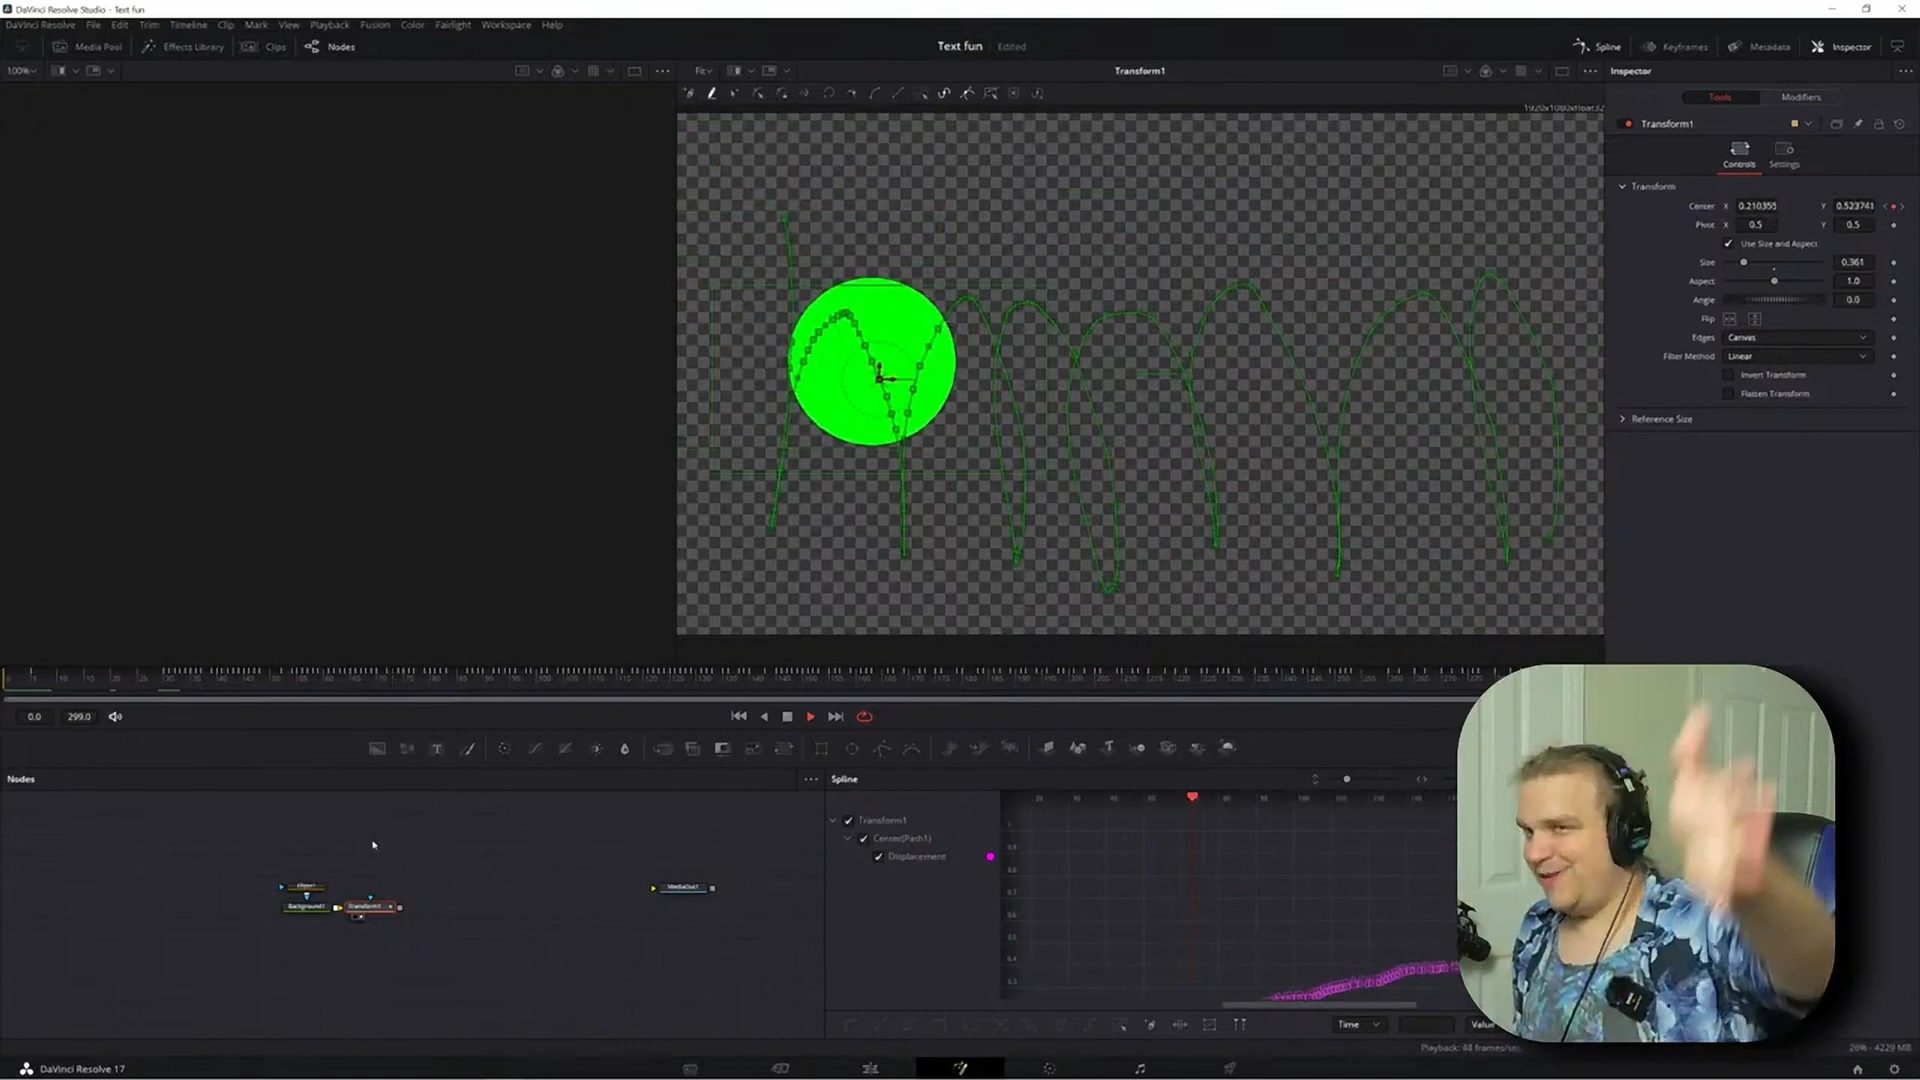 DaVinci Resolve Studio - Text fun
DaVinci Resolve File Edit Trim Timeline Clip Mark View Playback Fusion Color Fairlight Workspace Help
Media Pool Effects Library Clips Nodes Text fun Edited Spline Keyframes Metadata Inspector
100% Fit Transform1 Inspector
Tools Modifiers
1920x1080xfloat32
Transform1
Controls Settings
Transform
Center X 0.210355 Y 0.523741
Pivot X 0.5 Y 0.5
Use Size and Aspect
Size 0.361
Aspect 1.0
Angle 0.0
Flip
Edges Canvas
Filter Method Linear
Invert Transform
Flatten Transform
Reference Size
0.0 299.0
Nodes Spline
Transform1
Center(Path1)
Displacement
Background1 Transform1 MediaOut1
Time Value
Playback: 48 frames/sec
26% - 4229 MB
DaVinci Resolve 17